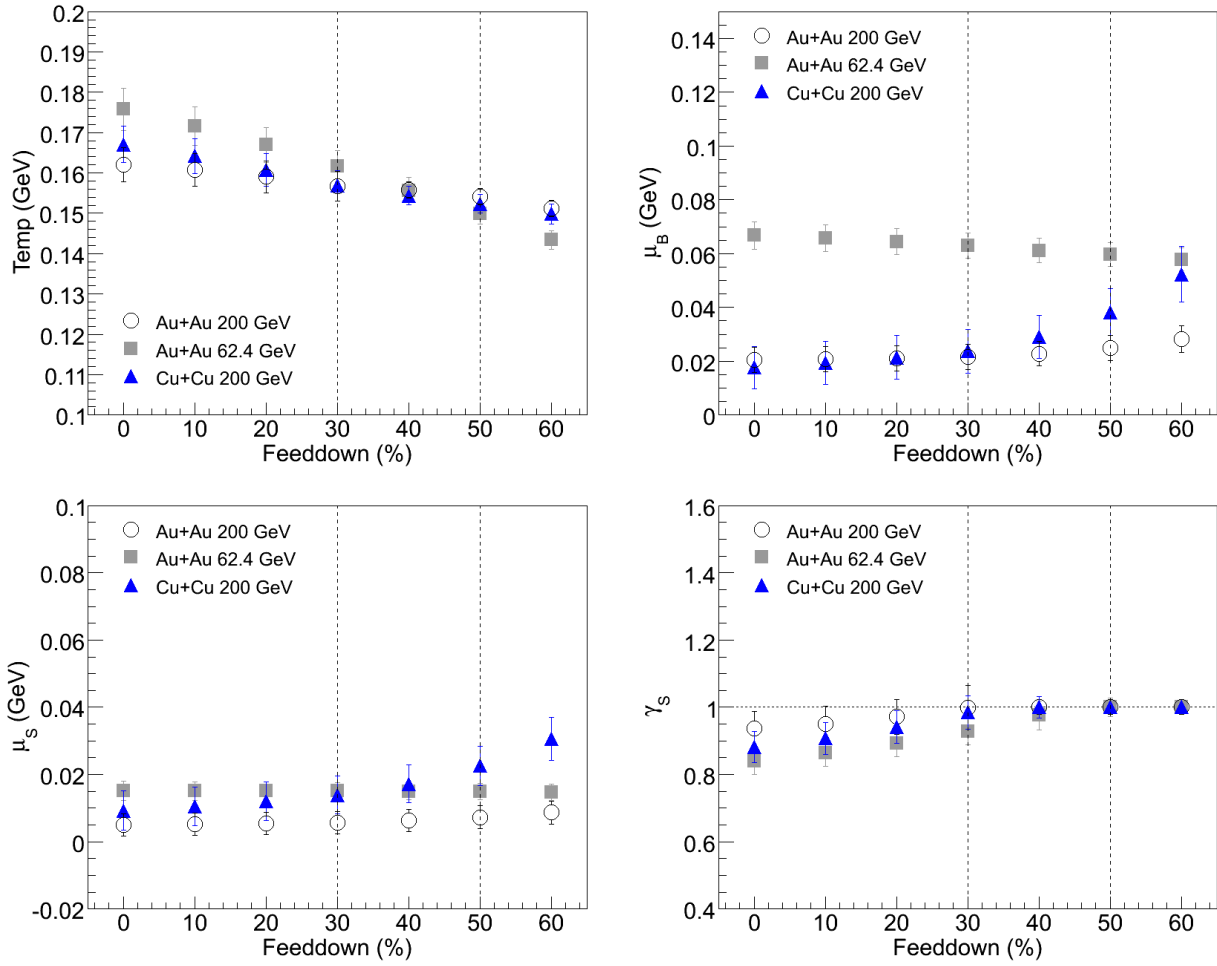 0.2
0.19
0.18
0.17
0.16
0.15
0.14
0.13
0.12
0.11
0.1
Temp (GeV)
Au+Au 200 GeV
Au+Au 62.4 GeV
Cu+Cu 200 GeV
0 10 20 30 40 50 60
Feeddown (%)
0.14
0.12
0.1
0.08
0.06
0.04
0.02
0
μB (GeV)
Au+Au 200 GeV
Au+Au 62.4 GeV
Cu+Cu 200 GeV
0 10 20 30 40 50 60
Feeddown (%)
0.1
0.08
0.06
0.04
0.02
0
-0.02
μS (GeV)
Au+Au 200 GeV
Au+Au 62.4 GeV
Cu+Cu 200 GeV
0 10 20 30 40 50 60
Feeddown (%)
1.6
1.4
1.2
1
0.8
0.6
0.4
γS
Au+Au 200 GeV
Au+Au 62.4 GeV
Cu+Cu 200 GeV
0 10 20 30 40 50 60
Feeddown (%)